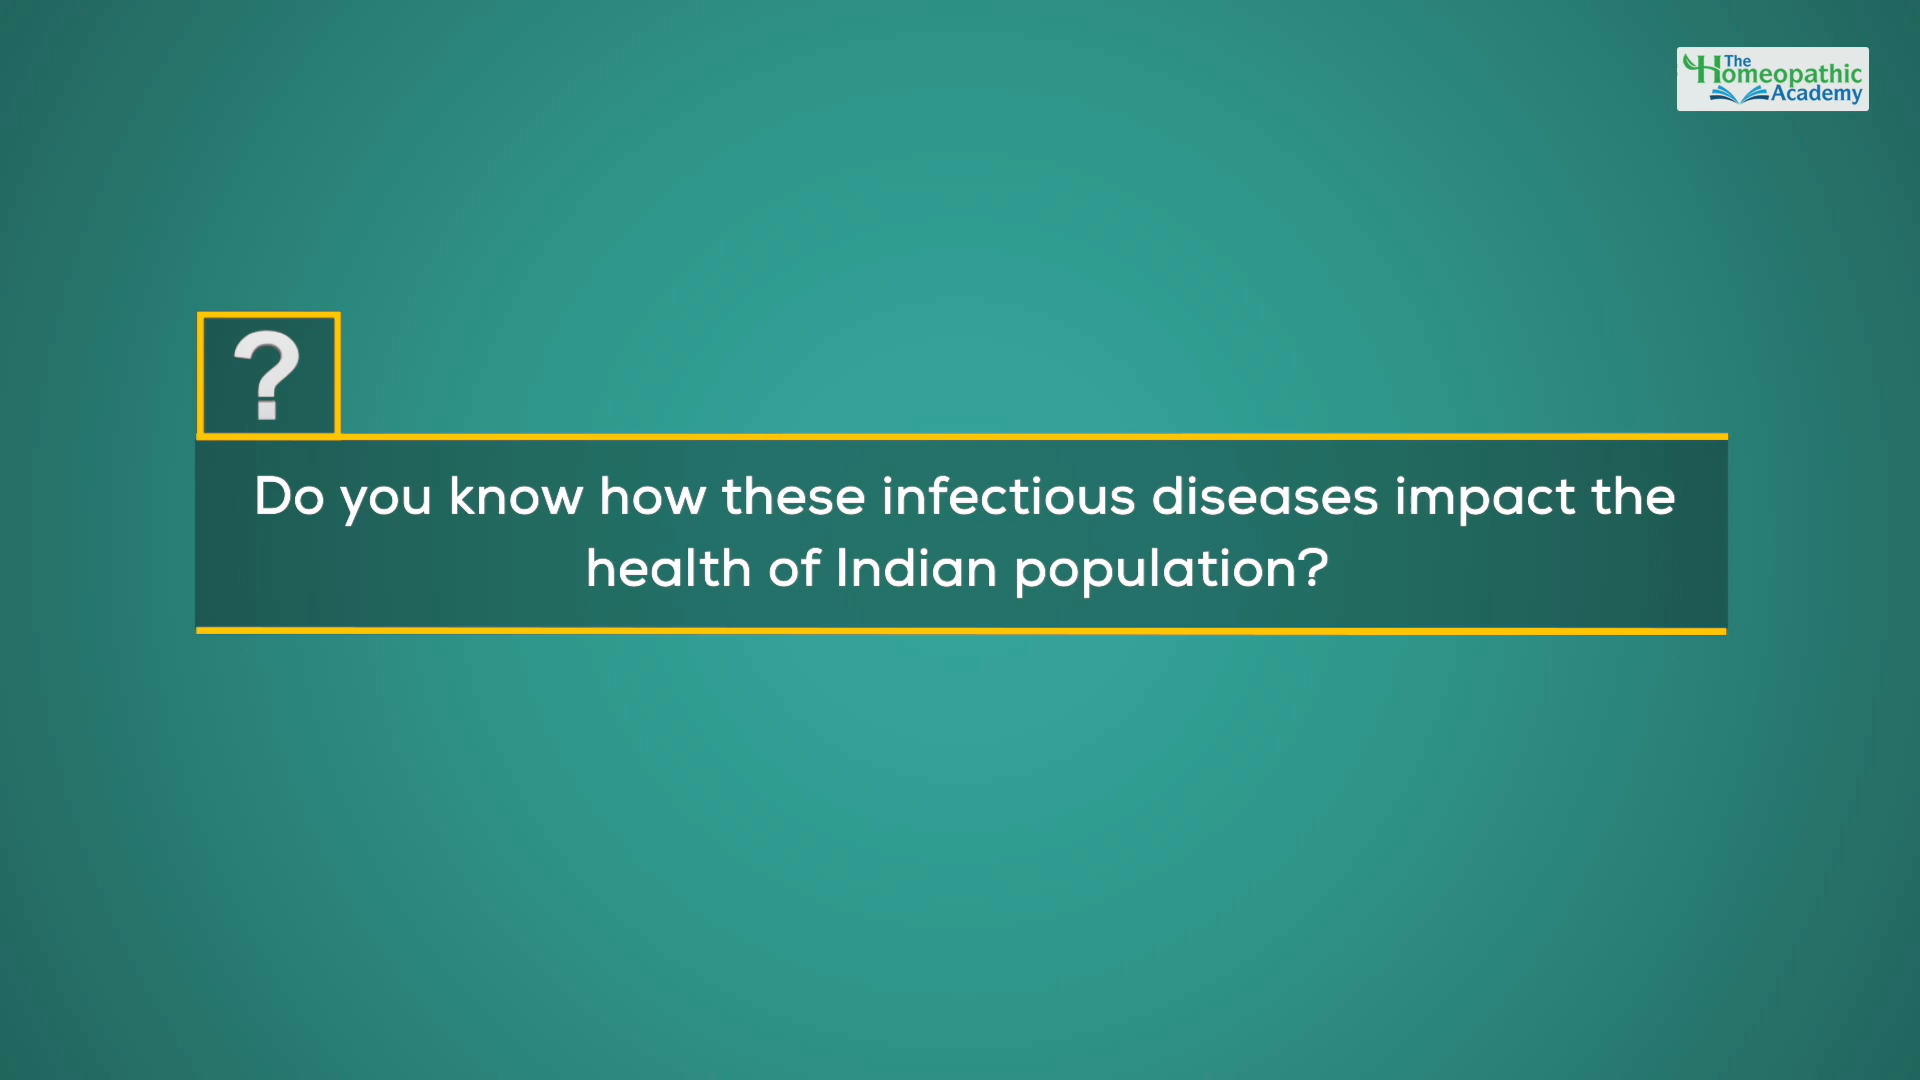 The
Homeopathic
Academy
?
Do you know how these infectious diseases impact the
health of Indian population?